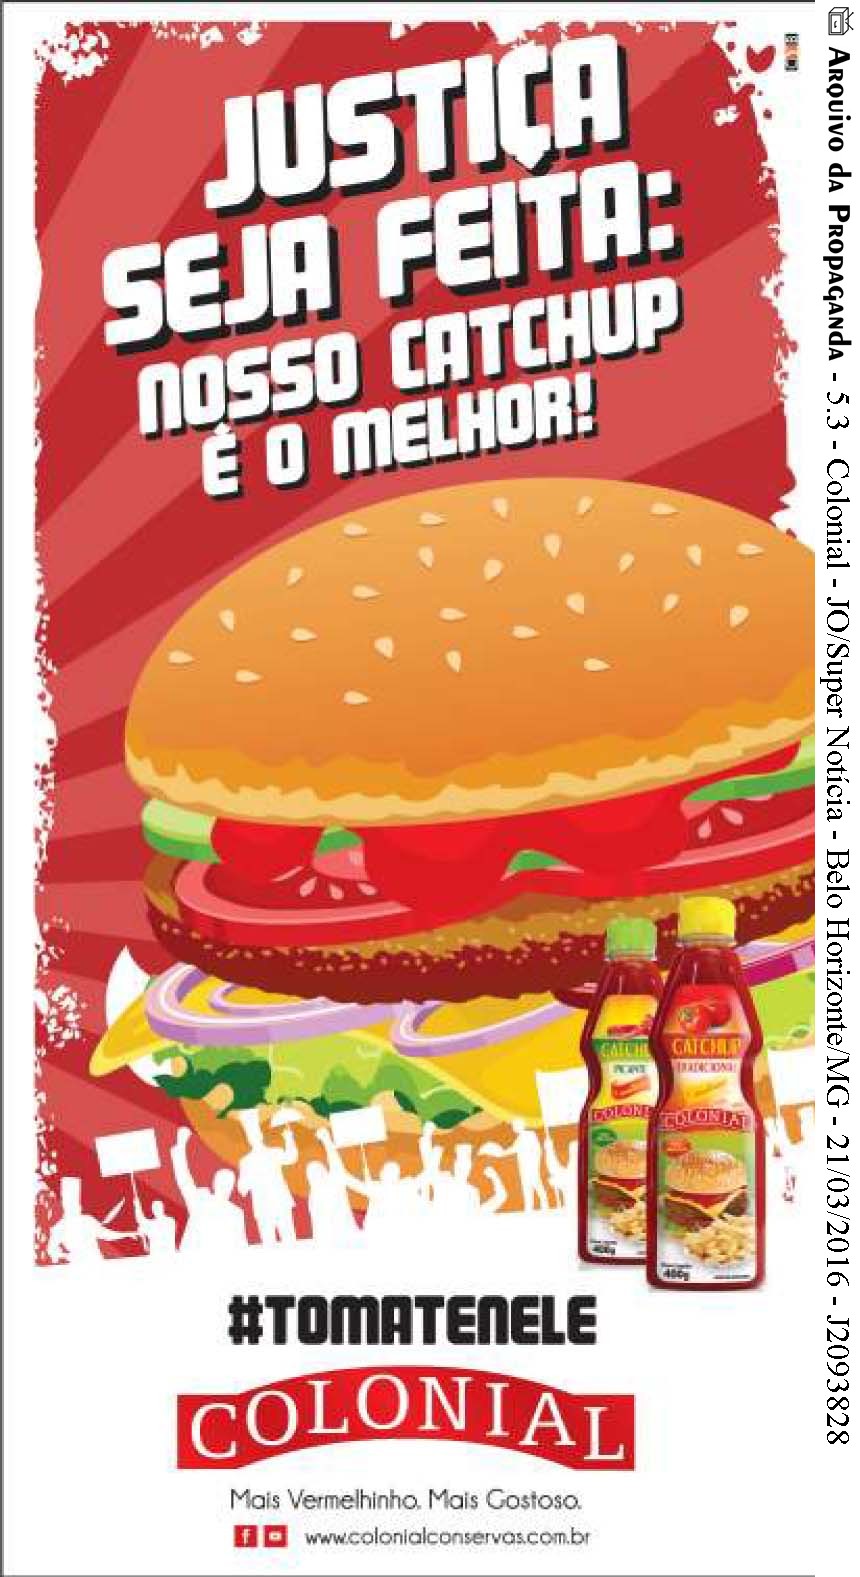 JUSTIÇA
SEJA FEITA:
NOSSO CATCHUP
É O MELHOR!
CATCHU
PICANTE
COLONI
400g
CATCHUP
TRADICIONAL
COLONIAL
400g
#TOMATENELE
COLONIAL
Mais Vermelhinho. Mais Gostoso.
www.colonialconservas.com.br
Arquivo da Propaganda - 5.3 - Colonial - JO/Super Notícia - Belo Horizonte/MG - 21/03/2016 - J2093828